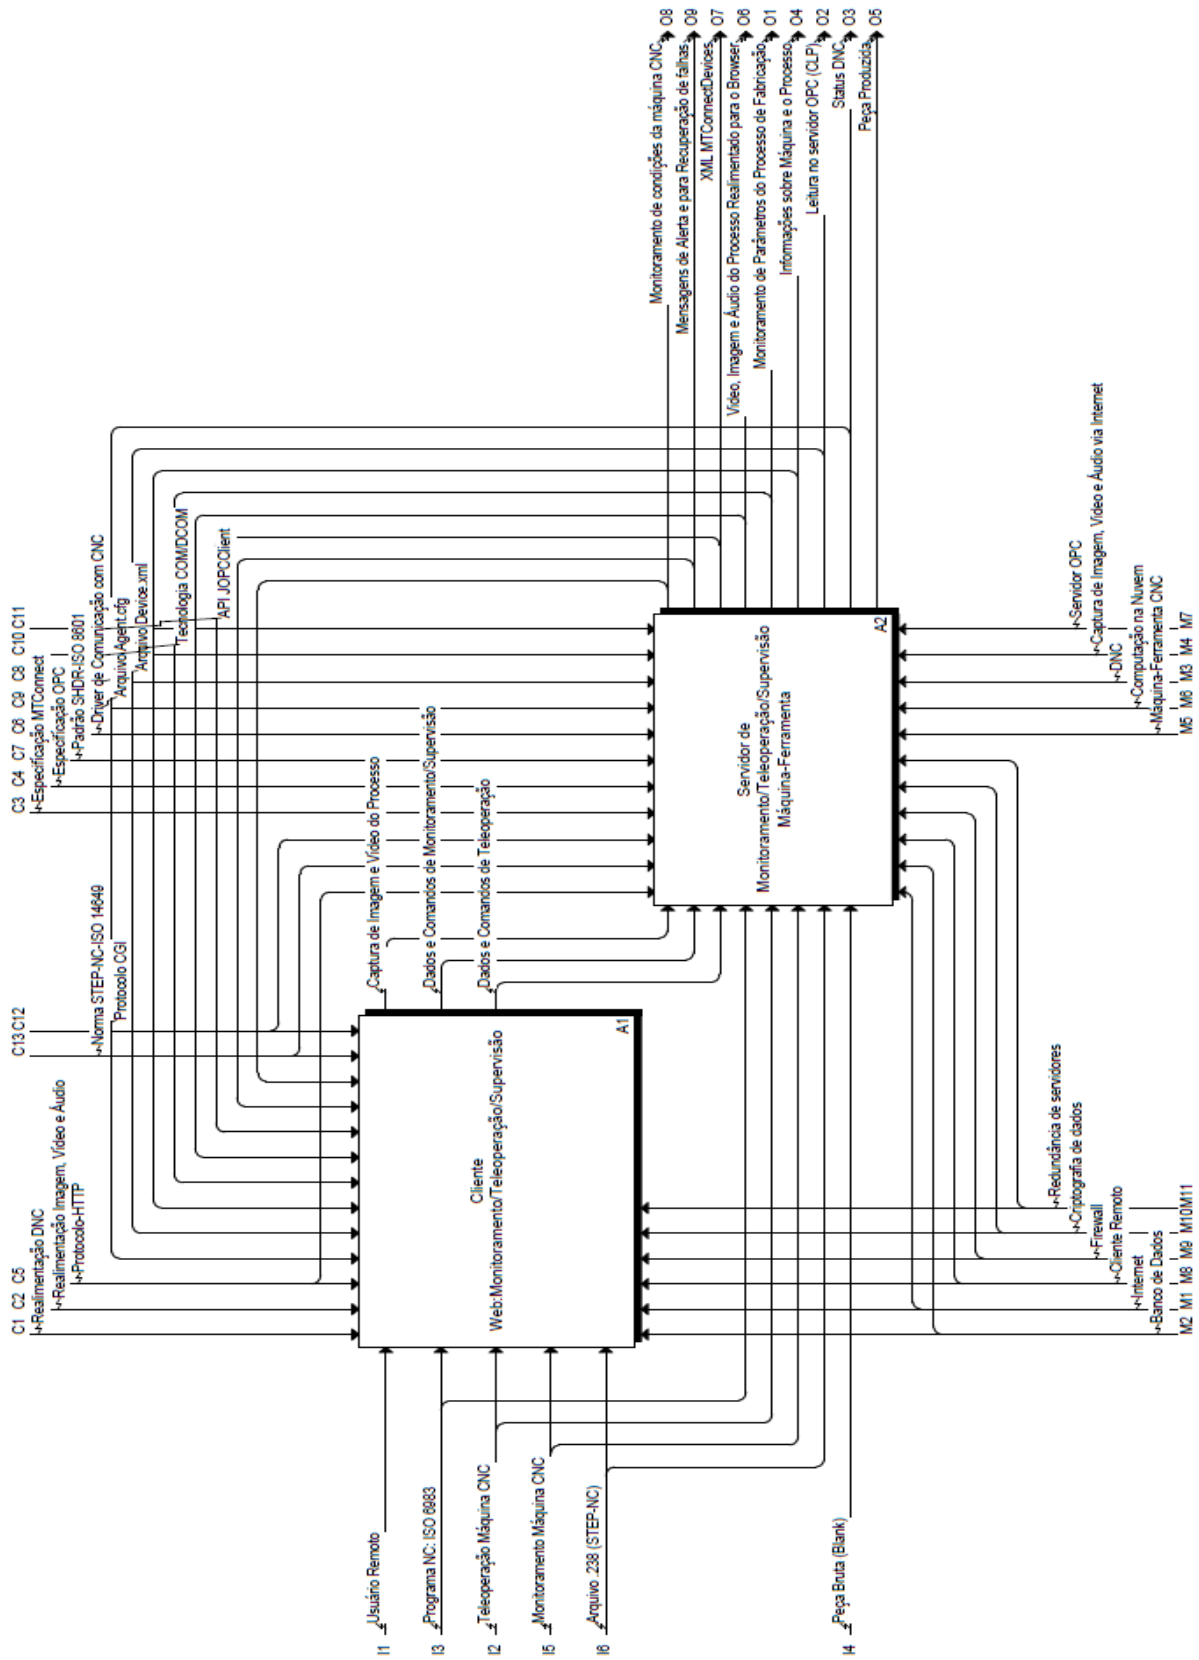 C1 C2 C5
Realimentação DNC
Realimentação Imagem, Vídeo e Áudio
Protocolo-HTTP
C13 C12
Norma STEP-NC-ISO 14649
Protocolo CGI
C3 C4 C7 C6 C9 C8 C10 C11
Especificação MTConnect
Especificação OPC
Padrão SHDR-ISO 8601
Driver de Comunicação com CNC
Arquivo Agent.cfg
Arquivo Device.xml
Tecnologia COM/DCOM
API JOPCClient
I1
Usuário Remoto
I3
Programa NC: ISO 6983
I2
Teleoperação Máquina CNC
I5
Monitoramento Máquina CNC
I6
Arquivo .238 (STEP-NC)
I4
Peça Bruta (Blank)
Cliente
Web:Monitoramento/Teleoperação/Supervisão
A1
Captura de Imagem e Vídeo do Processo
Dados e Comandos de Monitoramento/Supervisão
Dados e Comandos de Teleoperação
Servidor de
Monitoramento/Teleoperação/Supervisão
Máquina-Ferramenta
A2
Monitoramento de condições da máquina CNC
O8
Mensagens de Alerta e para Recuperação de falhas
O9
XML MTConnectDevices
O7
Vídeo, Imagem e Áudio do Processo Realimentado para o Browser
O6
Monitoramento de Parâmetros do Processo de Fabricação
O1
Informações sobre Máquina e o Processo
O4
Leitura no servidor OPC (CLP)
O2
Status DNC
O3
Peça Produzida
O5
Redundância de servidores
Criptografia de dados
Firewall
Cliente Remoto
Internet
Banco de Dados
M2 M1 M8 M9 M10 M11
Servidor OPC
Captura de Imagem, Vídeo e Áudio via Internet
DNC
Computação na Nuvem
Maquina-Ferramenta CNC
M5 M6 M3 M4 M7